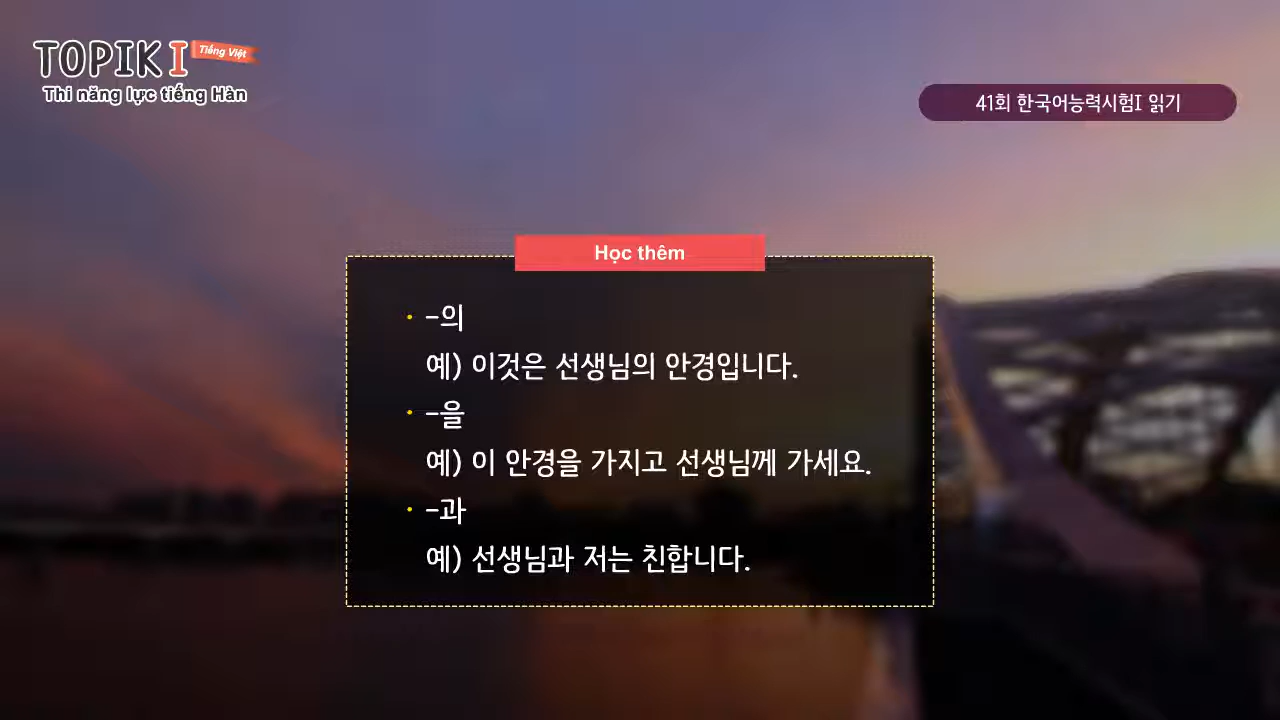 TOPIK I Tiếng Việt
Thi năng lực tiếng Hàn
41회 한국어능력시험I 읽기
Học thêm
• -의
예) 이것은 선생님의 안경입니다.
• -을
예) 이 안경을 가지고 선생님께 가세요.
• -과
예) 선생님과 저는 친합니다.